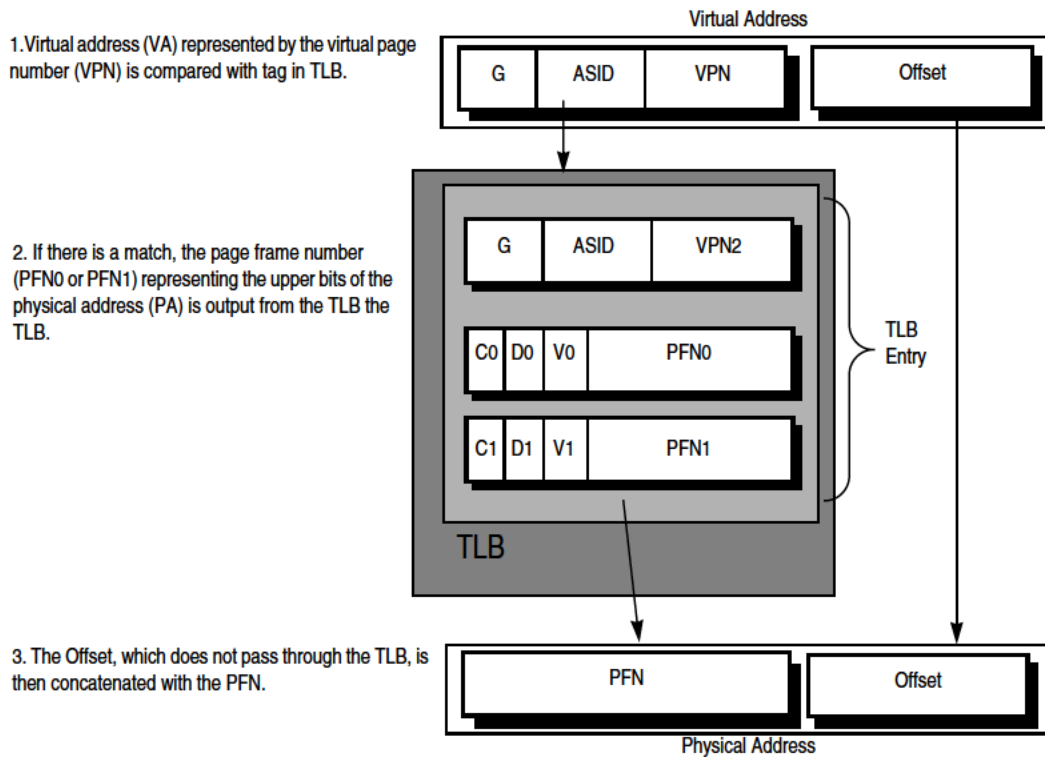 Virtual Address
1.Virtual address (VA) represented by the virtual page
number (VPN) is compared with tag in TLB.
G ASID VPN Offset
2. If there is a match, the page frame number
(PFN0 or PFN1) representing the upper bits of the
physical address (PA) is output from the TLB the
TLB.
G ASID VPN2
C0 D0 V0 PFN0
C1 D1 V1 PFN1
TLB
Entry
TLB
3. The Offset, which does not pass through the TLB, is
then concatenated with the PFN.
PFN Offset
Physical Address